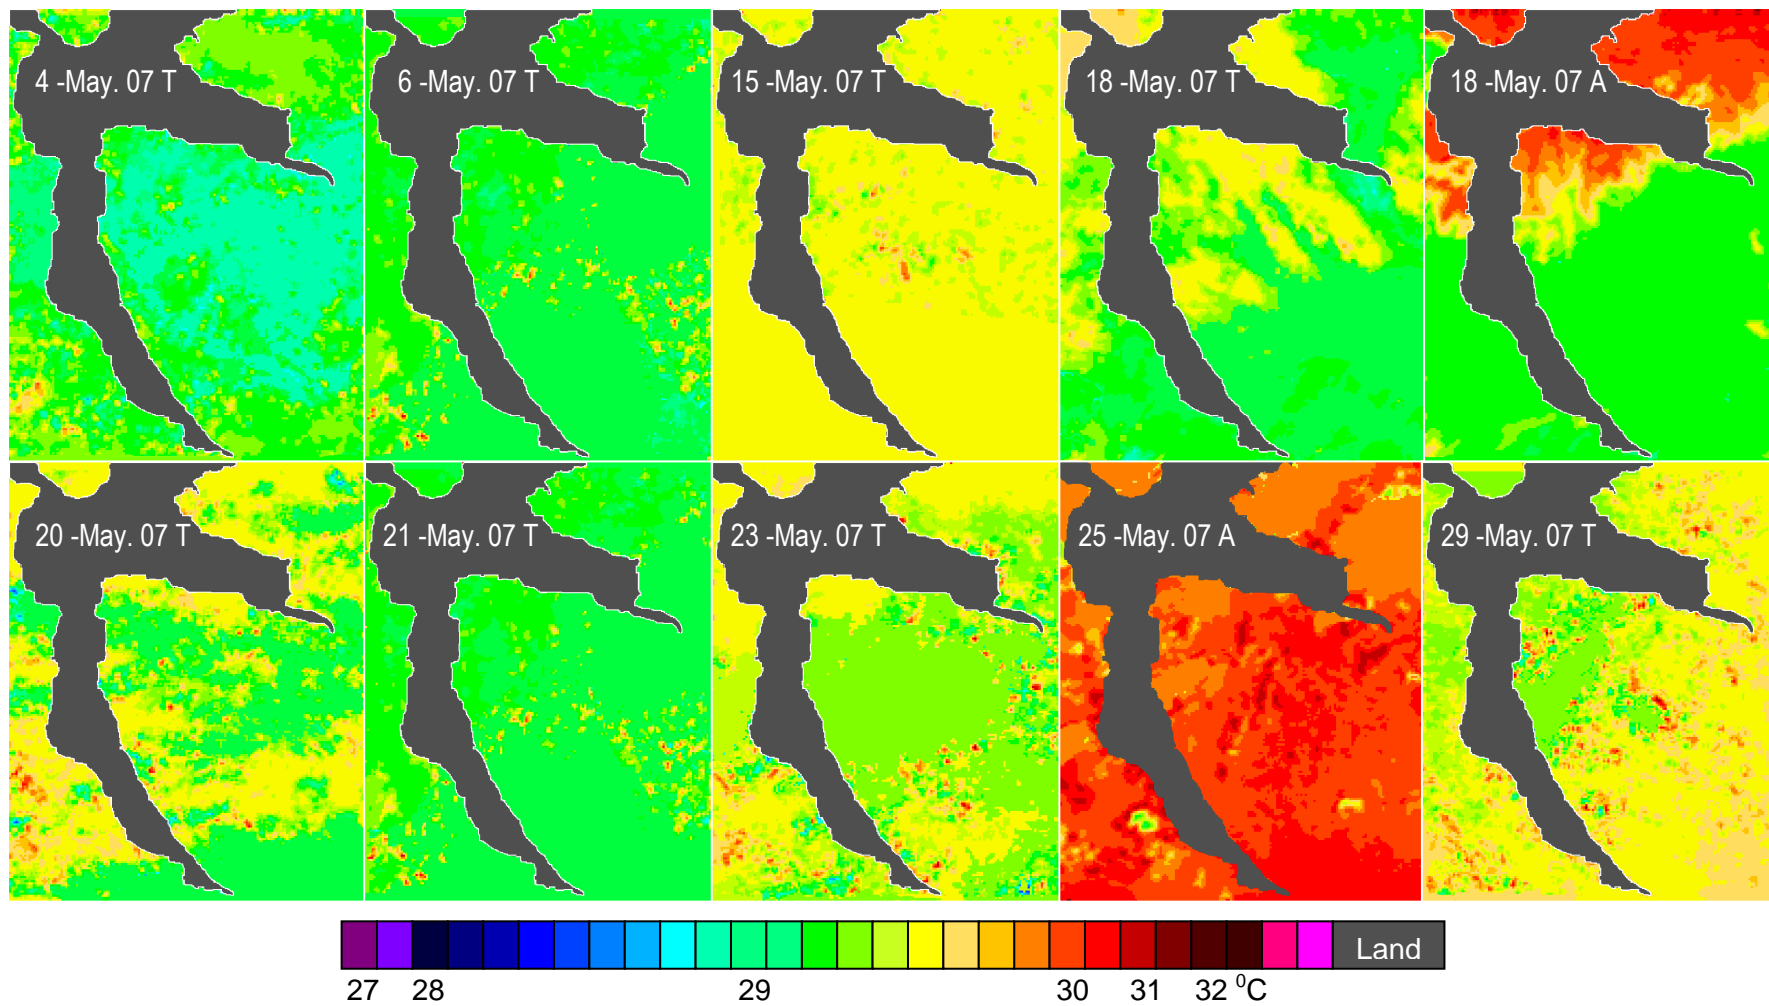 4 -May. 07 T
6 -May. 07 T
15 -May. 07 T
18 -May. 07 T
18 -May. 07 A
20 -May. 07 T
21 -May. 07 T
23 -May. 07 T
25 -May. 07 A
29 -May. 07 T
Land
27 28 29 30 31 32 ⁰C